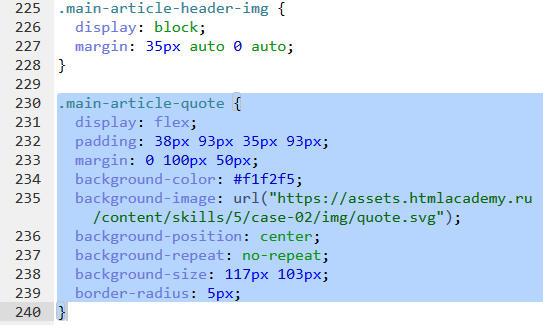 225 .main-article-header-img {
226 display: block;
227 margin: 35px auto 0 auto;
228 }
229
230 .main-article-quote {
231 display: flex;
232 padding: 38px 93px 35px 93px;
233 margin: 0 100px 50px;
234 background-color: #f1f2f5;
235 background-image: url("https://assets.htmlacademy.ru
/content/skills/5/case-02/img/quote.svg");
236 background-position: center;
237 background-repeat: no-repeat;
238 background-size: 117px 103px;
239 border-radius: 5px;
240 }